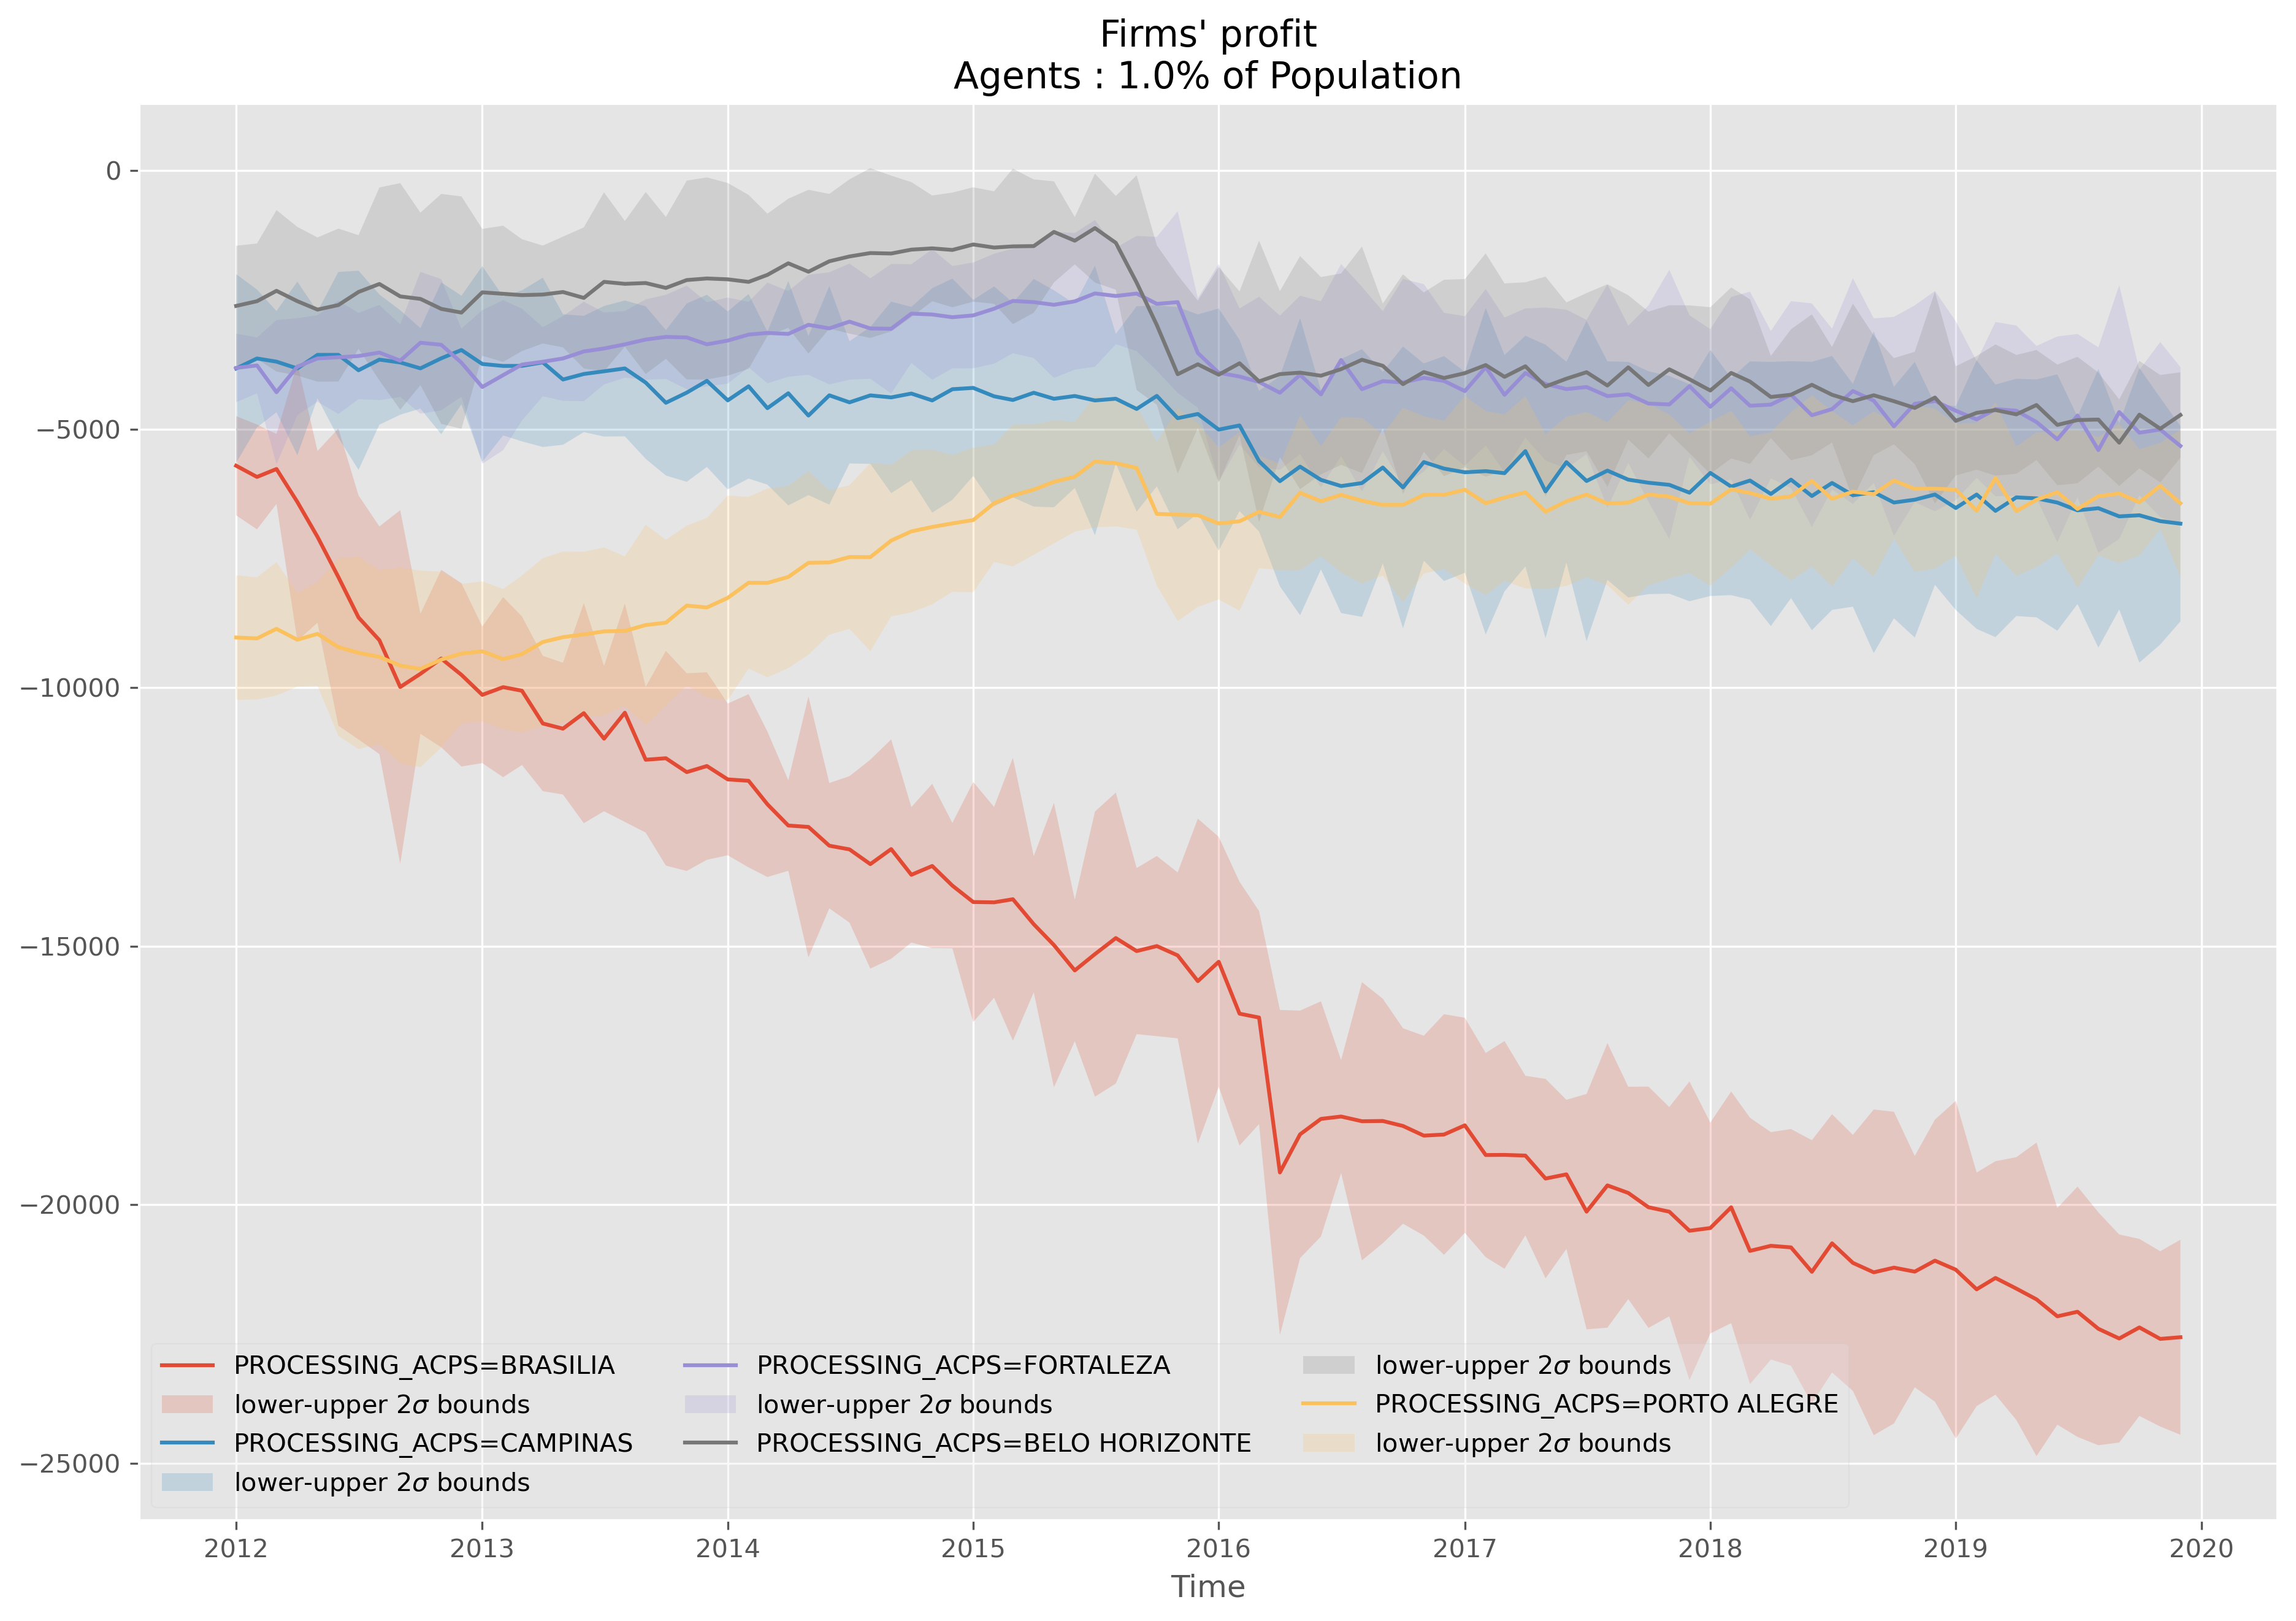 Firms' profit
Agents : 1.0% of Population
0
−5000
−10000
−15000
−20000
−25000
PROCESSING_ACPS=BRASILIA
lower-upper 2σ bounds
PROCESSING_ACPS=CAMPINAS
lower-upper 2σ bounds
PROCESSING_ACPS=FORTALEZA
lower-upper 2σ bounds
PROCESSING_ACPS=BELO HORIZONTE
lower-upper 2σ bounds
PROCESSING_ACPS=PORTO ALEGRE
lower-upper 2σ bounds
2012 2013 2014 2015 2016 2017 2018 2019 2020
Time